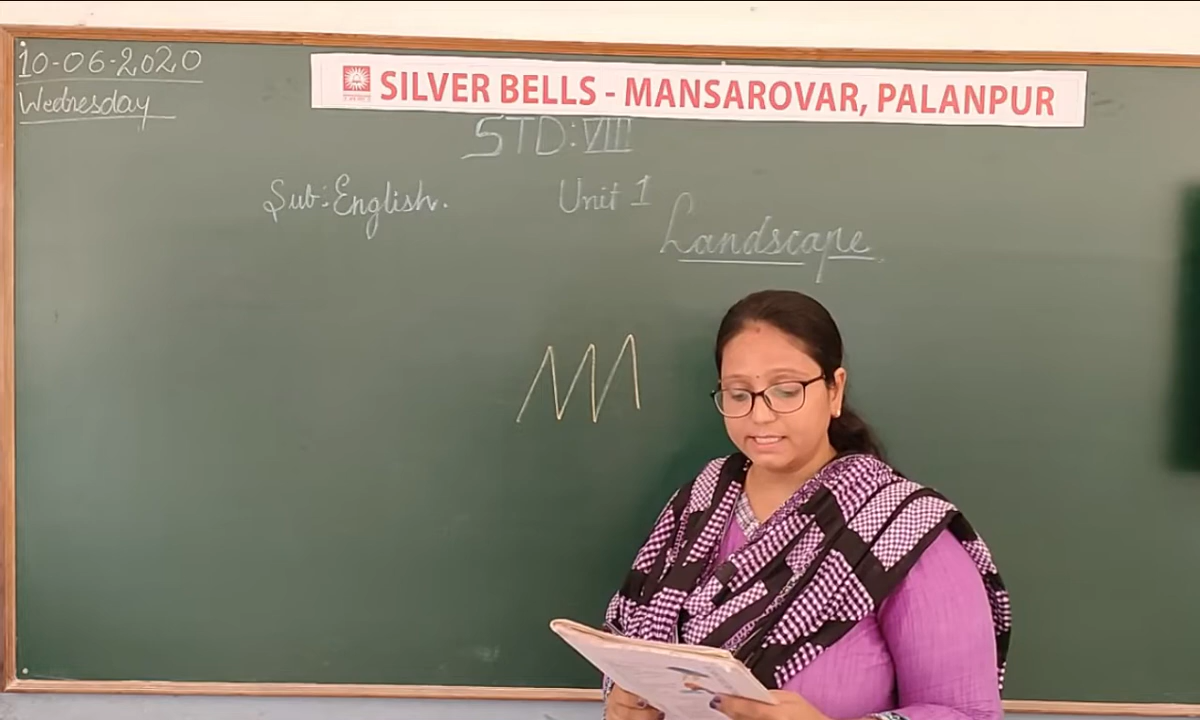 10-06-2020
Wednesday
SILVER BELLS - MANSAROVAR, PALANPUR
STD: VIII
Sub: English.
Unit 1
Landscape